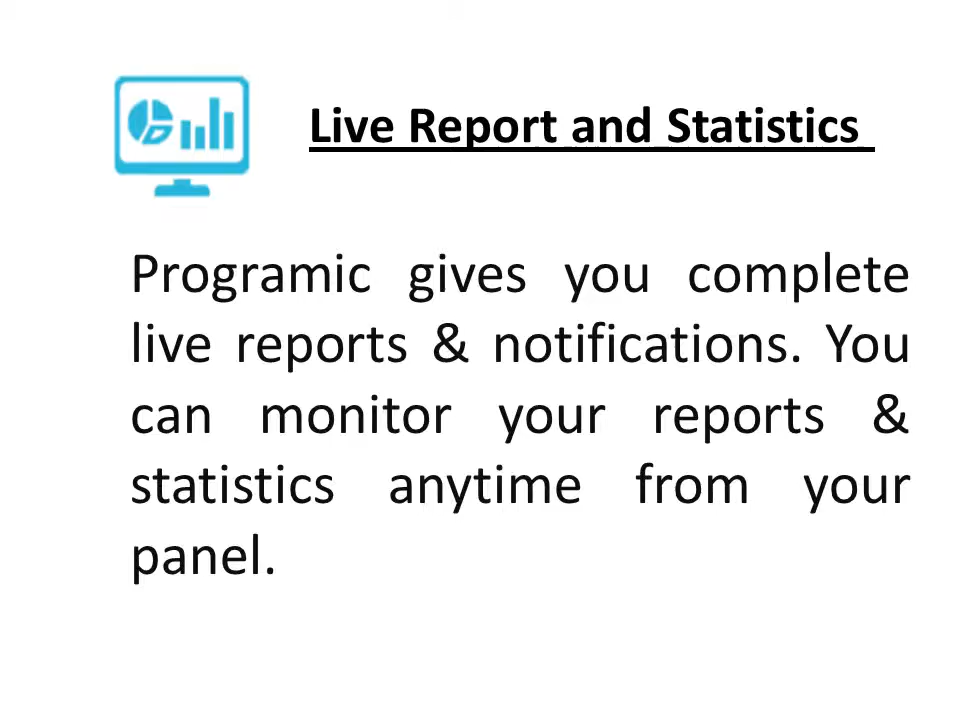 Live Report and Statistics
Programic gives you complete
live reports & notifications. You
can monitor your reports &
statistics anytime from your
panel.